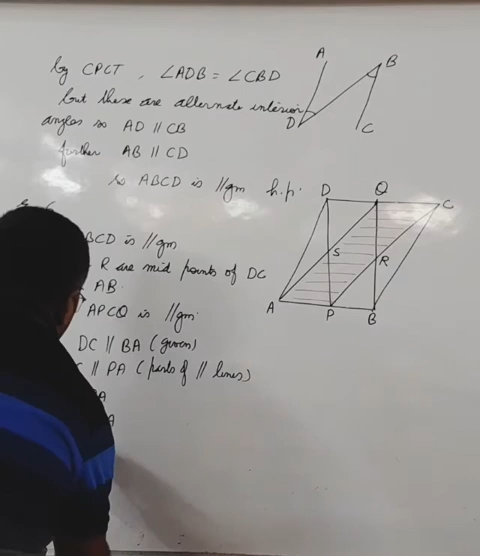 by CPCT, ∠ADB = ∠CBD
but these are alternate interior
angles so AD // CB
further AB // CD
so ABCD is //gm h.p.
A
B
D
C
BCD is //gm
R are mid points of DC
AB.
APCQ is //gm.
DC // BA (given)
// PA (parts of // lines)
A
A
D
Q
C
S
R
A
P
B